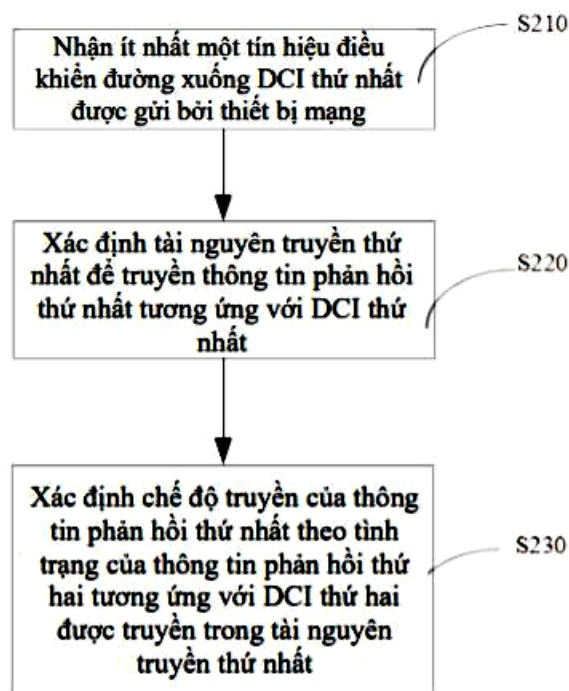 S210
Nhận ít nhất một tín hiệu điều
khiển đường xuống DCI thứ nhất
được gửi bởi thiết bị mạng
S220
Xác định tài nguyên truyền thứ
nhất để truyền thông tin phản hồi
thứ nhất tương ứng với DCI thứ
nhất
S230
Xác định chế độ truyền của thông
tin phản hồi thứ nhất theo tình
trạng của thông tin phản hồi thứ
hai tương ứng với DCI thứ hai
được truyền trong tài nguyên
truyền thứ nhất